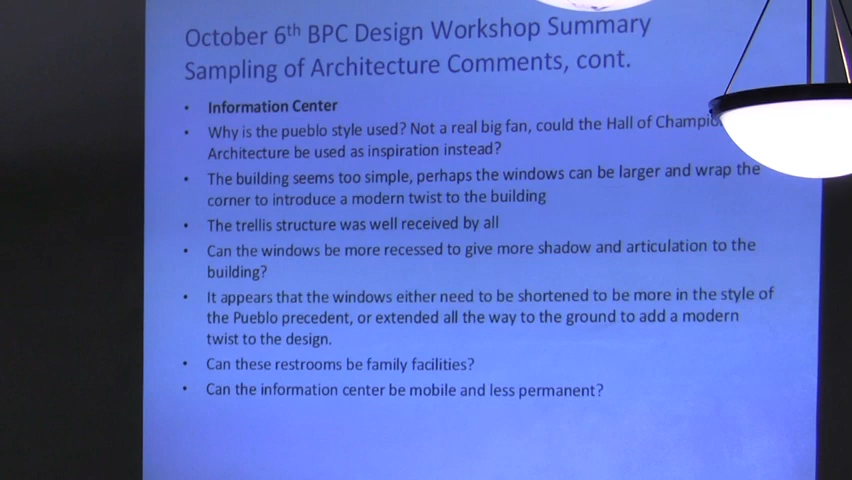 October 6th BPC Design Workshop Summary
Sampling of Architecture Comments, cont.
• Information Center
• Why is the pueblo style used? Not a real big fan, could the Hall of
Architecture be used as inspiration instead?
• The building seems too simple, perhaps the windows can be larger and wrap the
corner to introduce a modern twist to the building
• The trellis structure was well received by all
• Can the windows be more recessed to give more shadow and articulation to the
building?
• It appears that the windows either need to be shortened to be more in the style of
the Pueblo precedent, or extended all the way to the ground to add a modern
twist to the design.
• Can these restrooms be family facilities?
• Can the information center be mobile and less permanent?